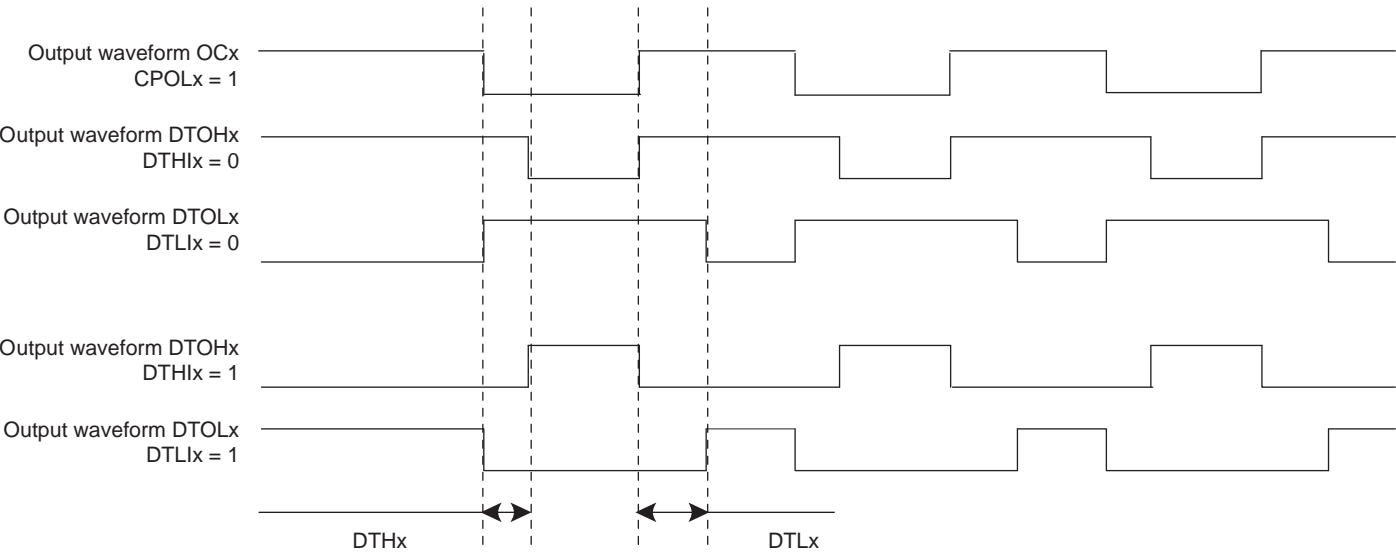 Output waveform OCx
CPOLx = 1
Output waveform DTOHx
DTHIx = 0
Output waveform DTOLx
DTLIx = 0
Output waveform DTOHx
DTHIx = 1
Output waveform DTOLx
DTLIx = 1
DTHx
DTLx